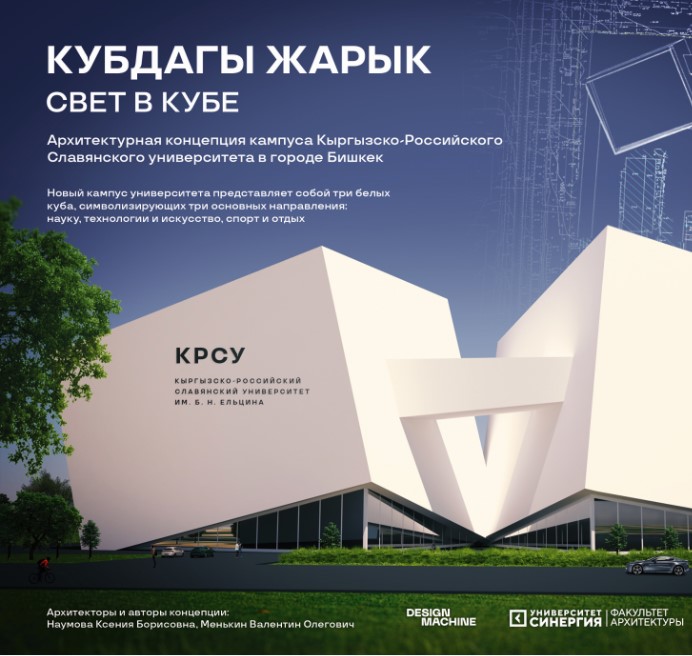 КУБДАГЫ ЖАРЫК
СВЕТ В КУБЕ
Архитектурная концепция кампуса Кыргызско-Российского
Славянского университета в городе Бишкек
Новый кампус университета представляет собой три белых
куба, символизирующих три основных направления:
науку, технологии и искусство, спорт и отдых
КРСУ
КЫРГЫЗСКО-РОССИЙСКИЙ
СЛАВЯНСКИЙ УНИВЕРСИТЕТ
ИМ. Б. Н. ЕЛЬЦИНА
Архитекторы и авторы концепции:
Наумова Ксения Борисовна, Менькин Валентин Олегович
DESIGN
MACHINE
УНИВЕРСИТЕТ
СИНЕРГИЯ
ФАКУЛЬТЕТ
АРХИТЕКТУРЫ